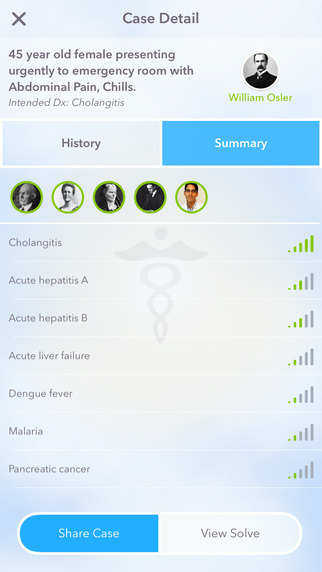 Case Detail
45 year old female presenting
urgently to emergency room with
Abdominal Pain, Chills.
Intended Dx: Cholangitis
William Osler
History
Summary
Cholangitis
Acute hepatitis A
Acute hepatitis B
Acute liver failure
Dengue fever
Malaria
Pancreatic cancer
Share Case
View Solve